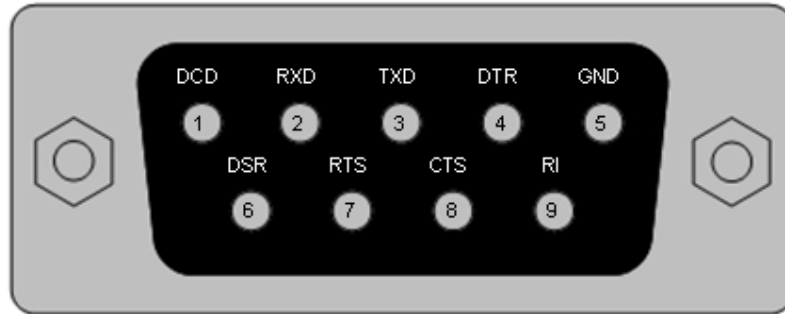 DCD RXD TXD DTR GND
1 2 3 4 5
DSR RTS CTS RI
6 7 8 9